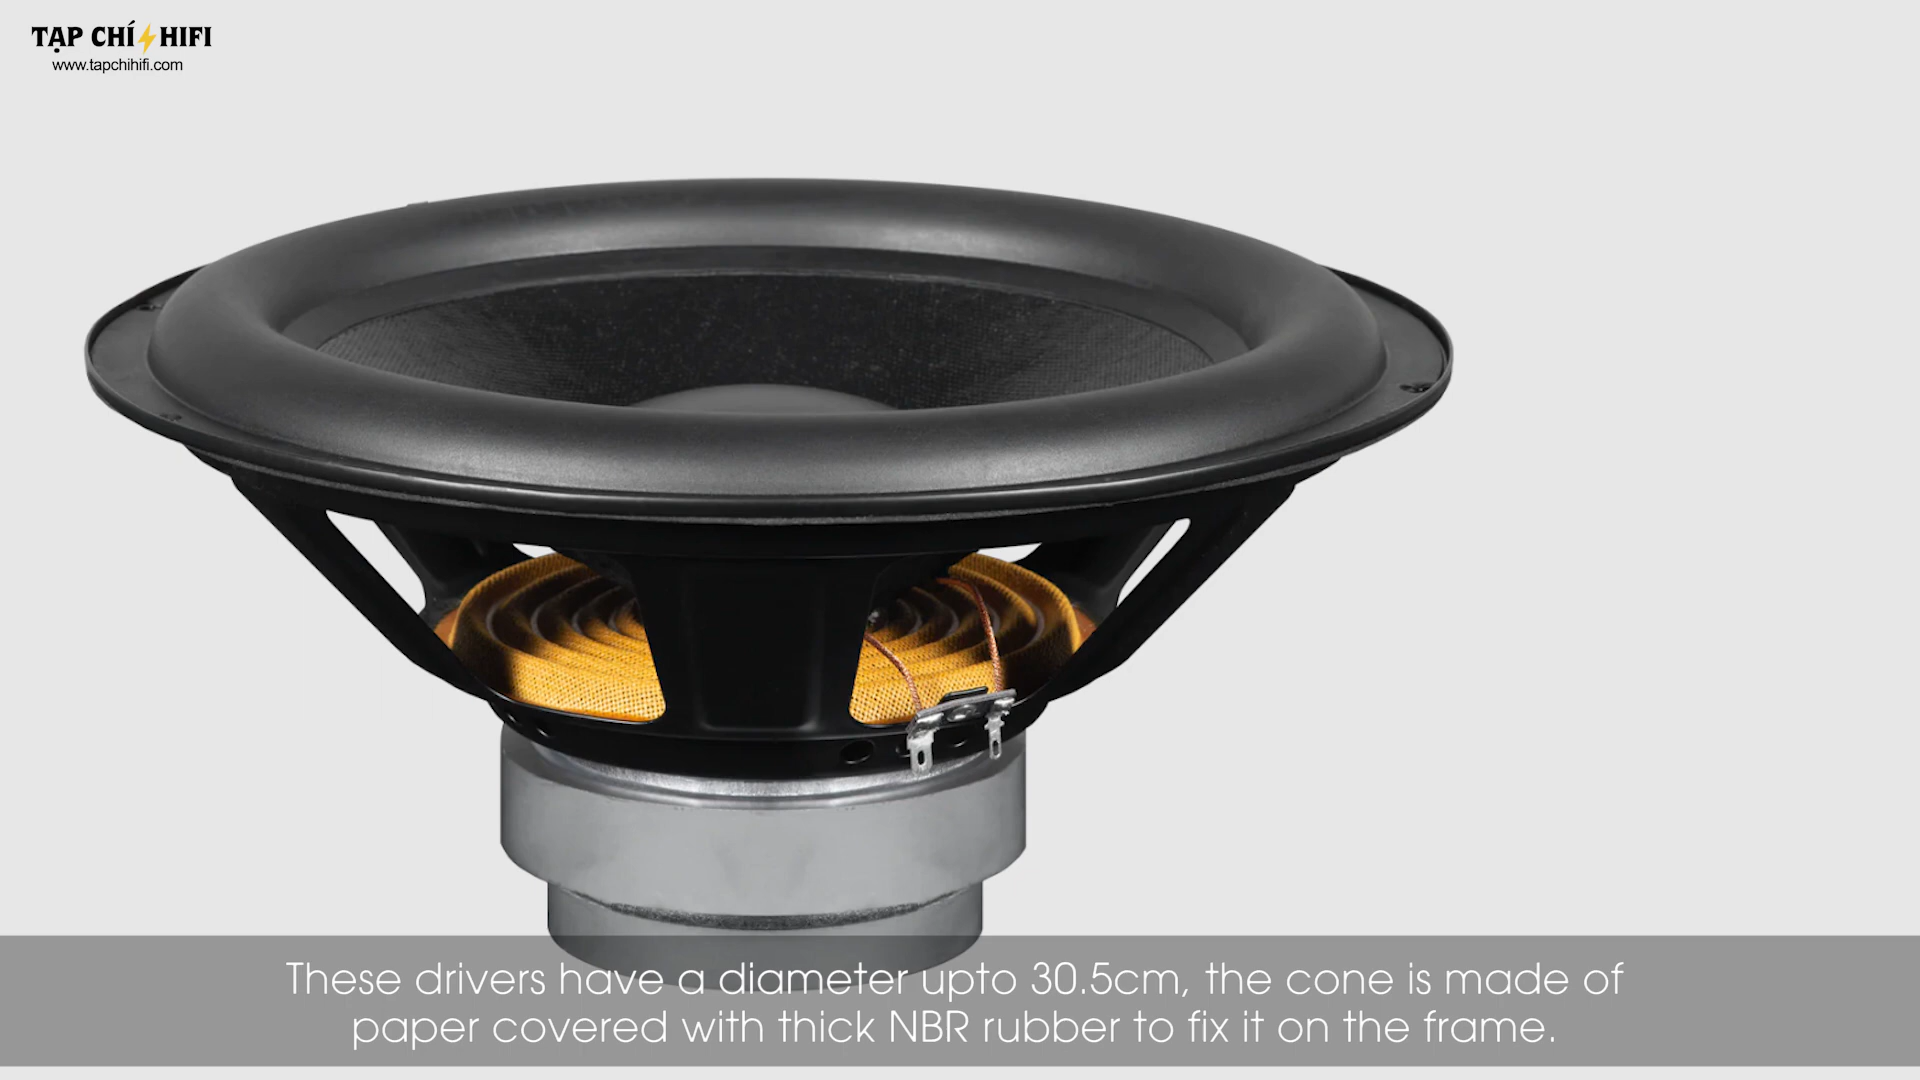 TẠP CHÍ HIFI
www.tapchihifi.com
These drivers have a diameter upto 30.5cm, the cone is made of
paper covered with thick NBR rubber to fix it on the frame.